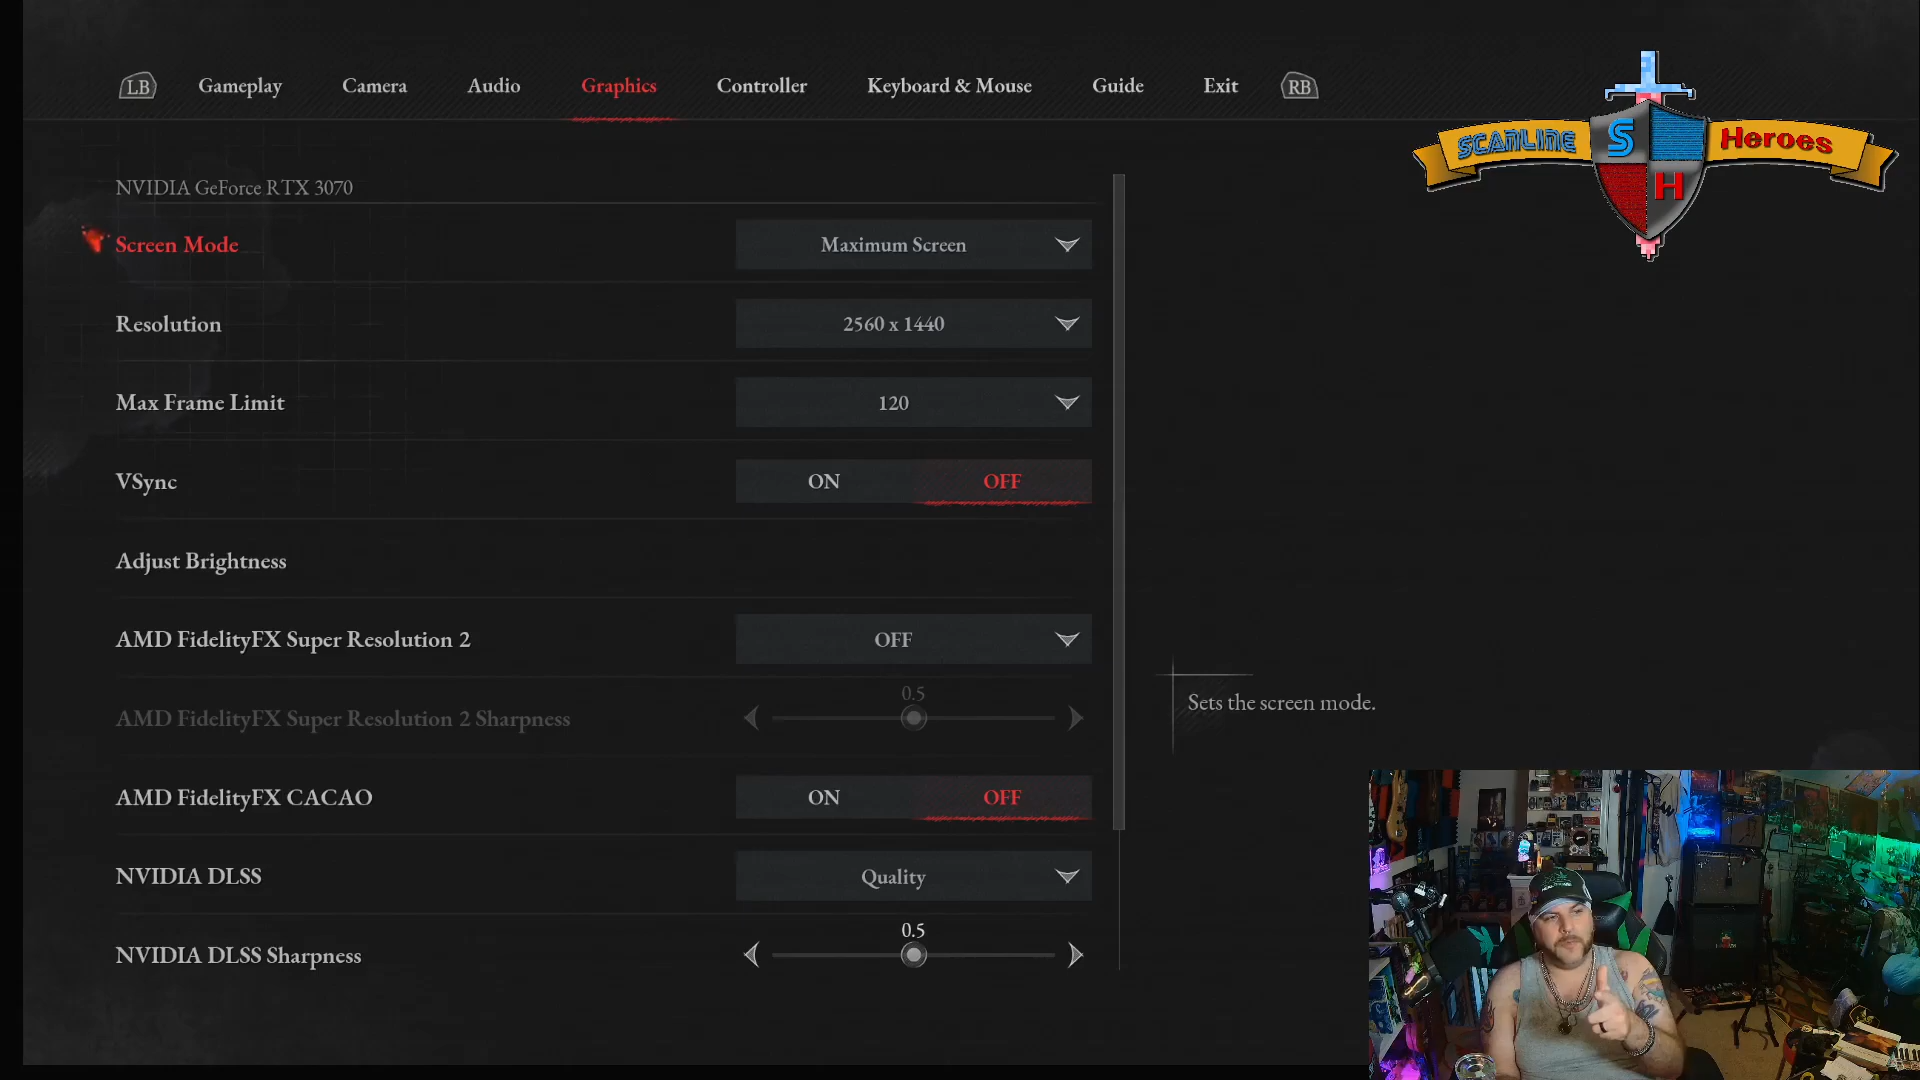 LB Gameplay Camera Audio Graphics Controller Keyboard & Mouse Guide Exit RB
SCANLINE S H Heroes
NVIDIA GeForce RTX 3070
Screen Mode Maximum Screen
Resolution 2560 x 1440
Max Frame Limit 120
VSync ON OFF
Adjust Brightness
AMD FidelityFX Super Resolution 2 OFF
0.5
AMD FidelityFX Super Resolution 2 Sharpness
Sets the screen mode.
AMD FidelityFX CACAO ON OFF
NVIDIA DLSS Quality
0.5
NVIDIA DLSS Sharpness